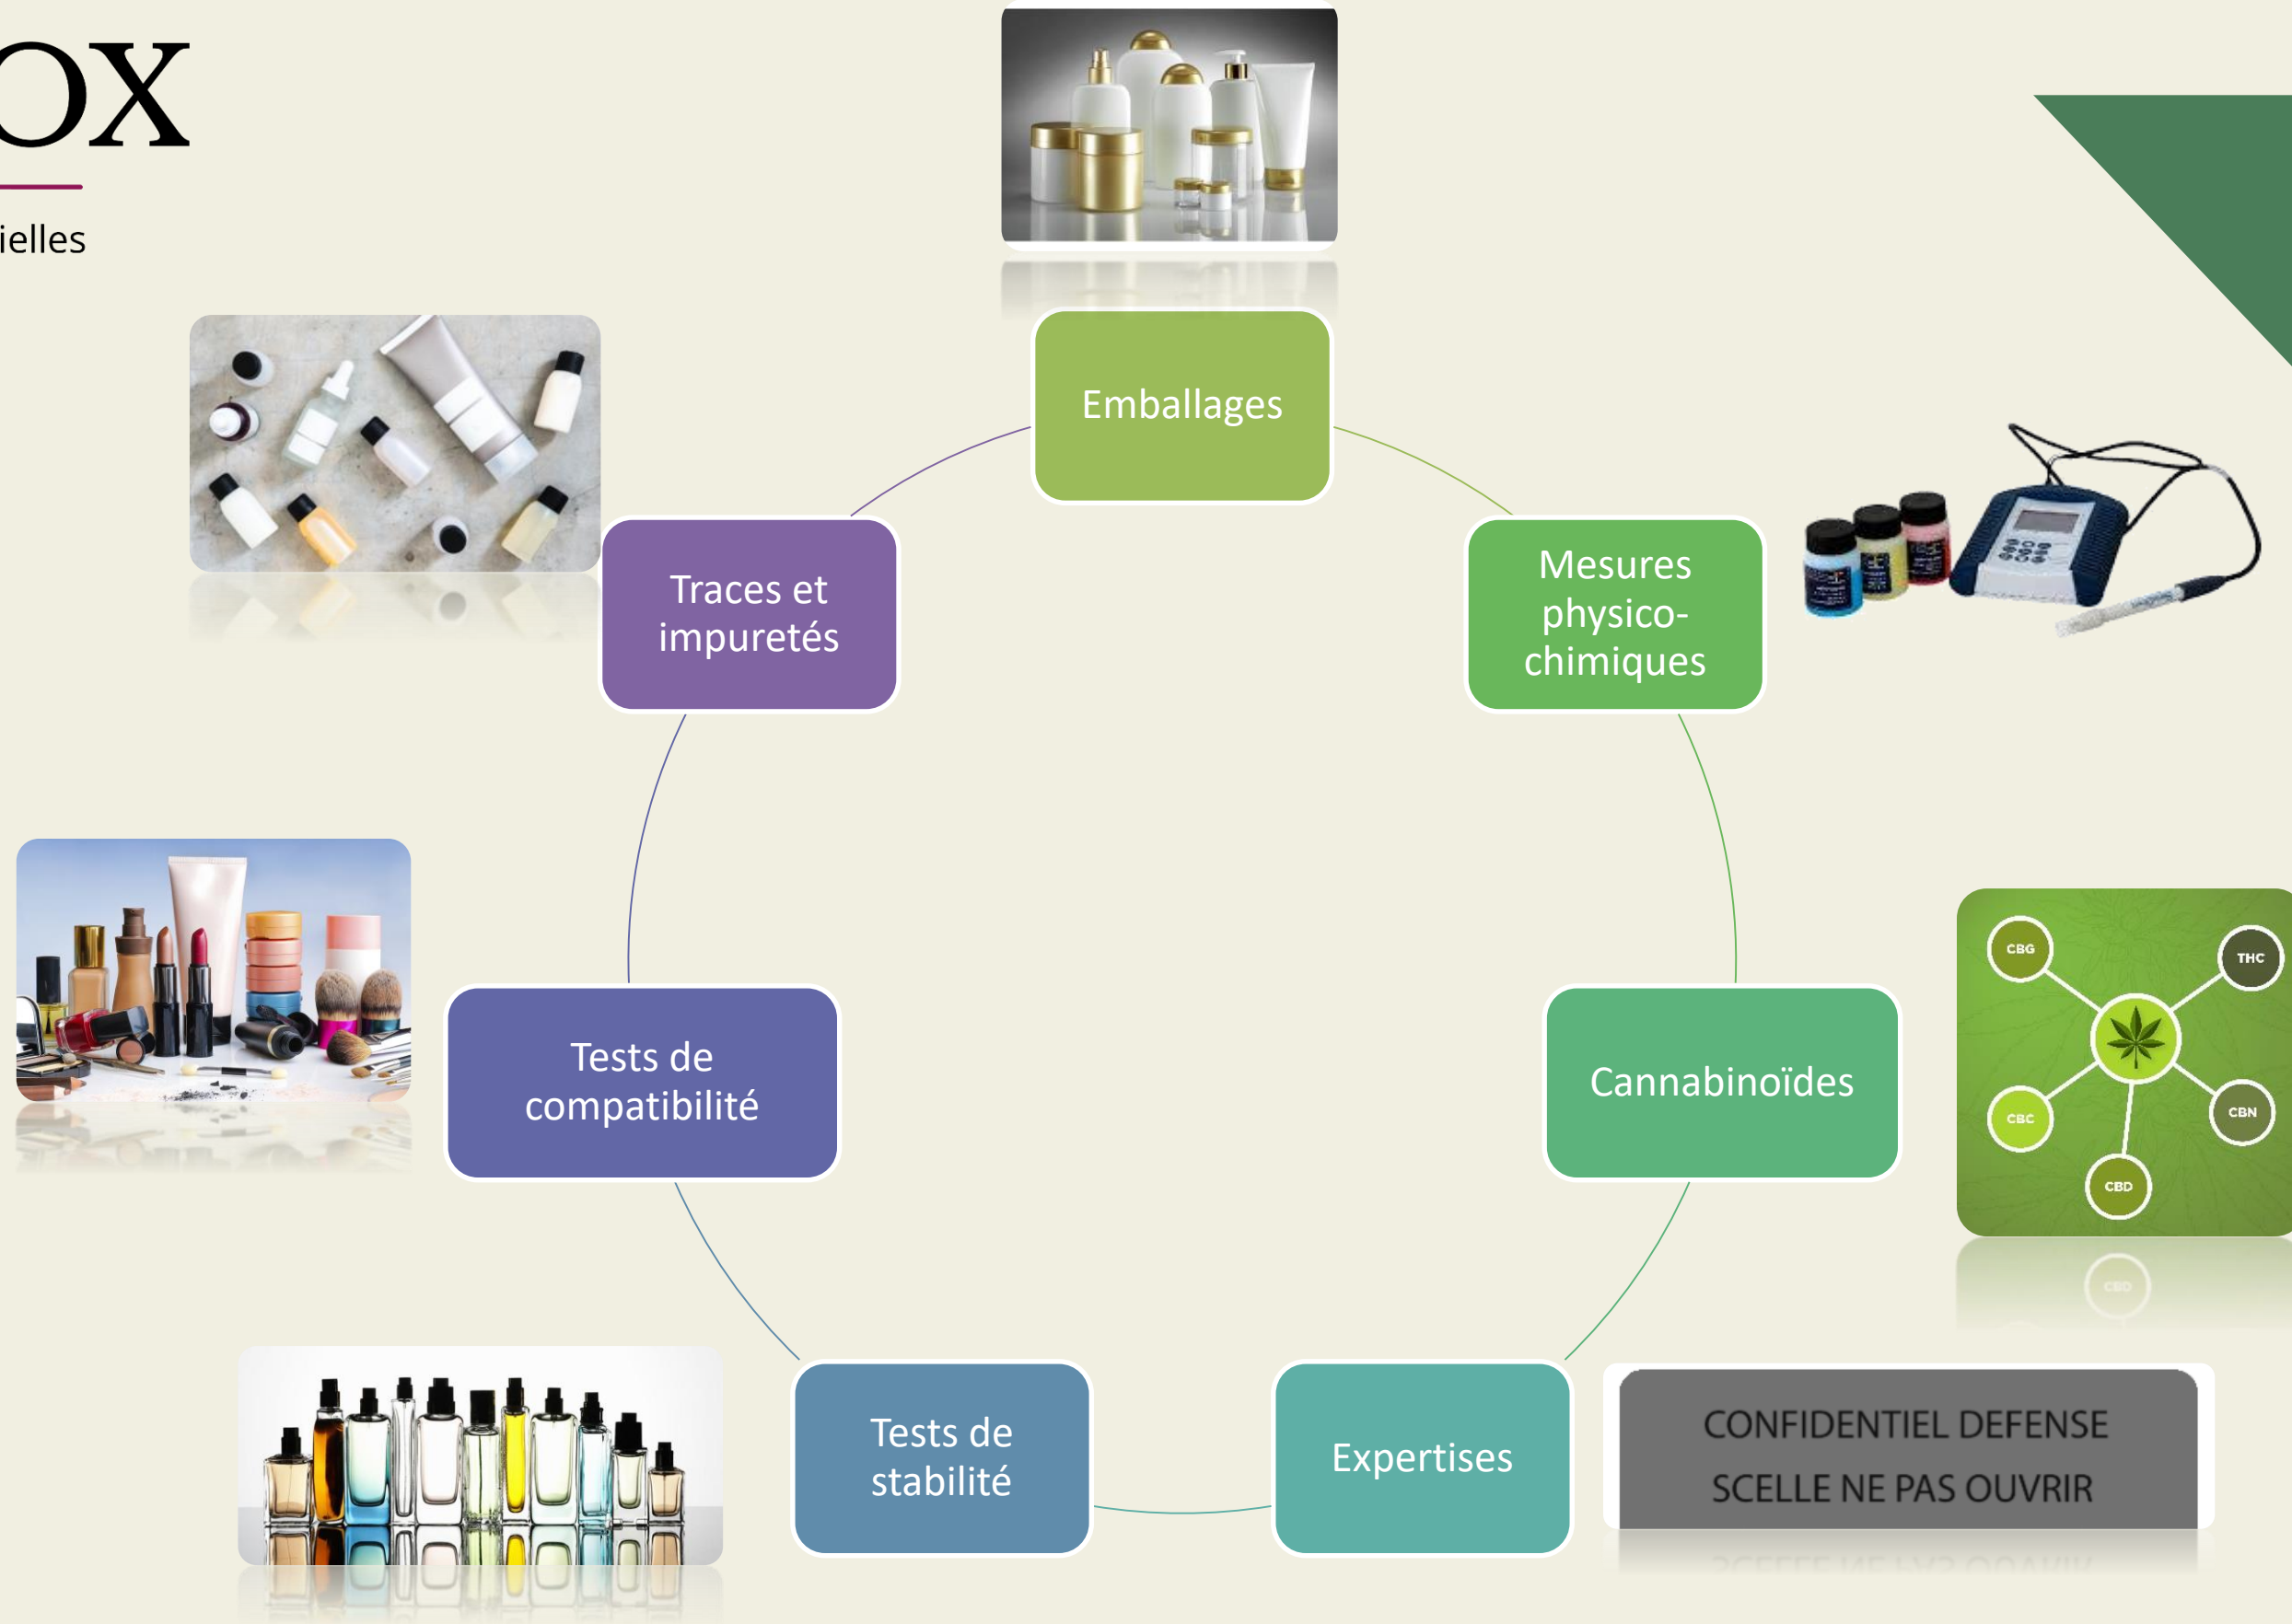 OX
ielles
Emballages
Traces et
impuretés
Mesures
physico-
chimiques
Tests de
compatibilité
Cannabinoïdes
CBG
THC
CBC
CBN
CBD
Tests de
stabilité
Expertises
CONFIDENTIEL DEFENSE
SCELLE NE PAS OUVRIR